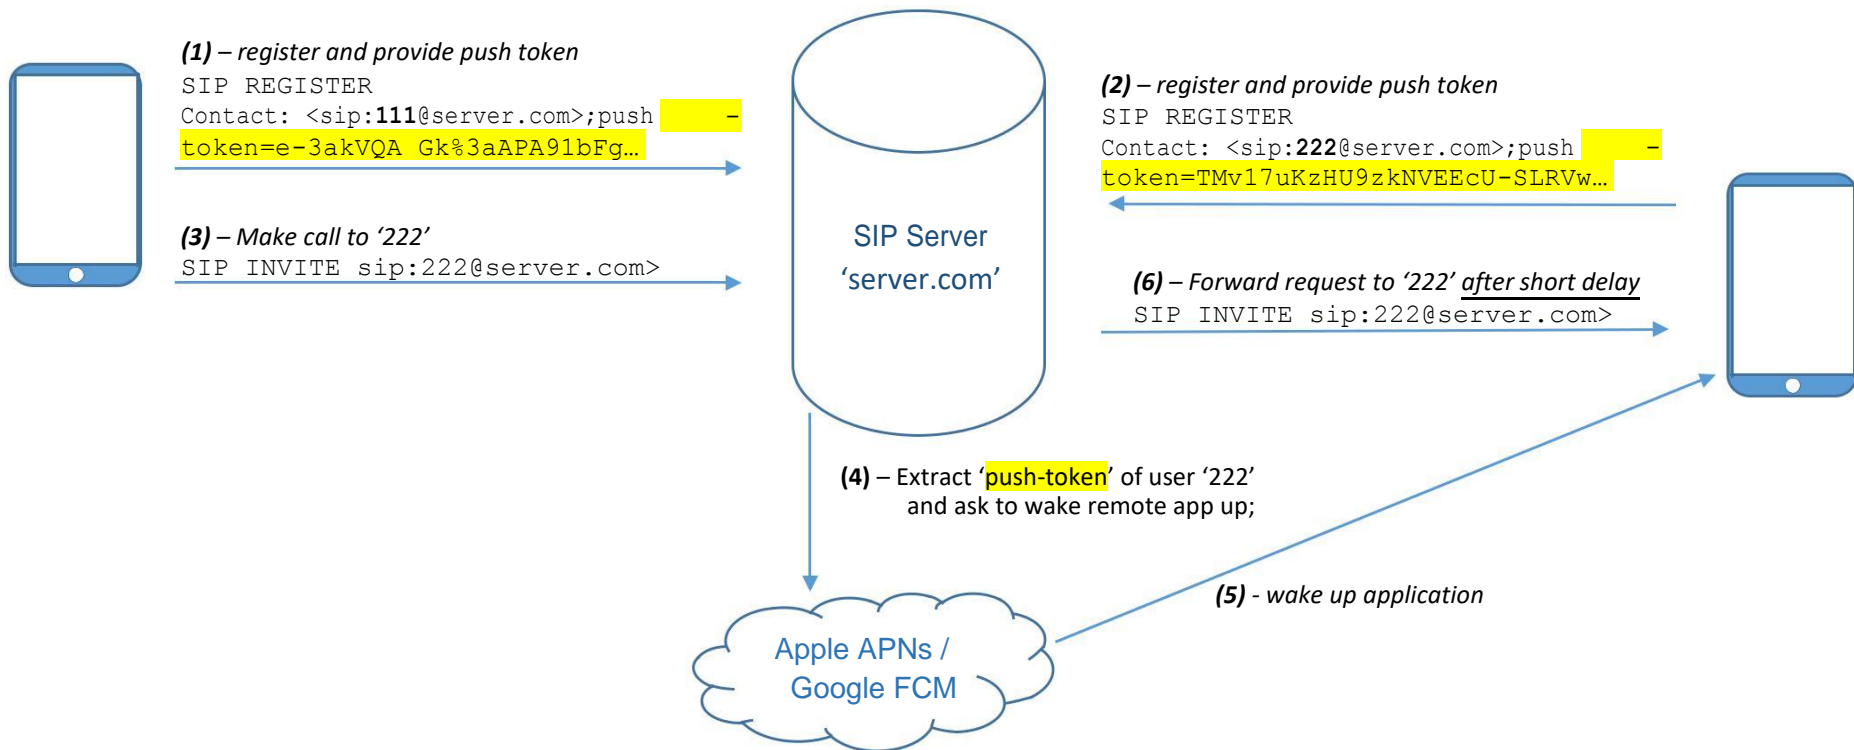 (1) – register and provide push token
SIP REGISTER
Contact: <sip:111@server.com>;push -
token=e-3akVQA Gk%3aAPA91bFg…
(3) – Make call to ‘222’
SIP INVITE sip:222@server.com>
SIP Server
‘server.com’
(2) – register and provide push token
SIP REGISTER
Contact: <sip:222@server.com>;push -
token=TMv17uKzHU9zkNVEEcU-SLRVw…
(6) – Forward request to ‘222’ after short delay
SIP INVITE sip:222@server.com>
(4) – Extract ‘push-token’ of user ‘222’
and ask to wake remote app up;
(5) - wake up application
Apple APNs /
Google FCM